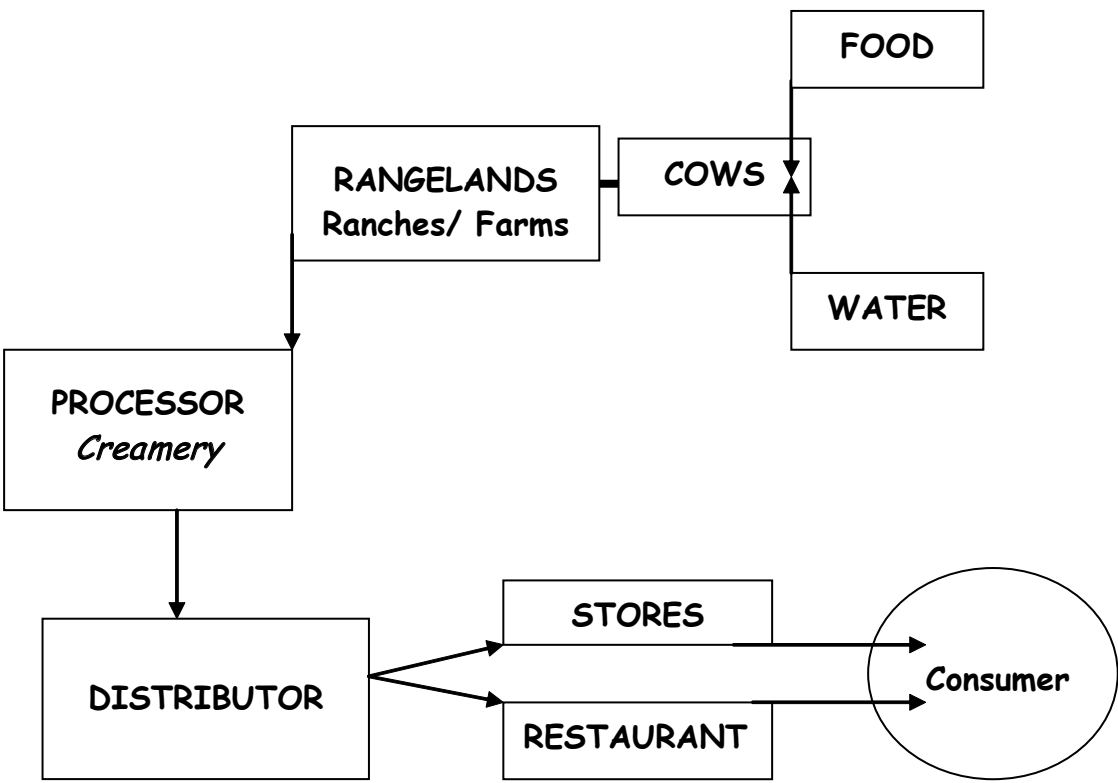 FOOD
RANGELANDS
Ranches/ Farms
COWS
WATER
PROCESSOR
Creamery
STORES
DISTRIBUTOR
Consumer
RESTAURANT